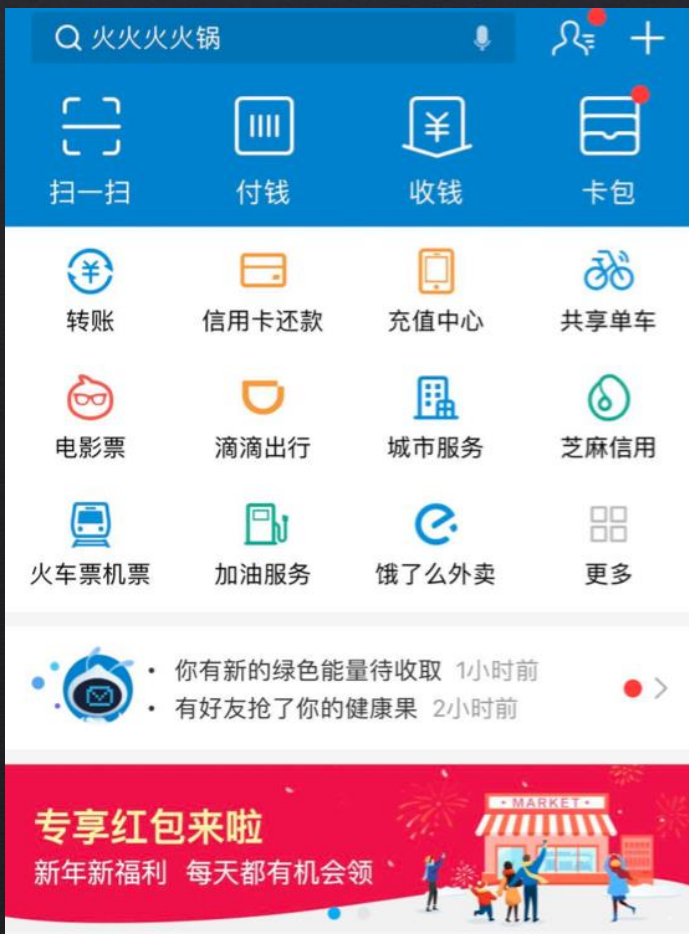 火火火火锅
扫一扫 付钱 收钱 卡包
转账 信用卡还款 充值中心 共享单车
电影票 滴滴出行 城市服务 芝麻信用
火车票机票 加油服务 饿了么外卖 更多
· 你有新的绿色能量待收取 1小时前
· 有好友抢了你的健康果 2小时前
专享红包来啦
·MARKET·
新年新福利 每天都有机会领